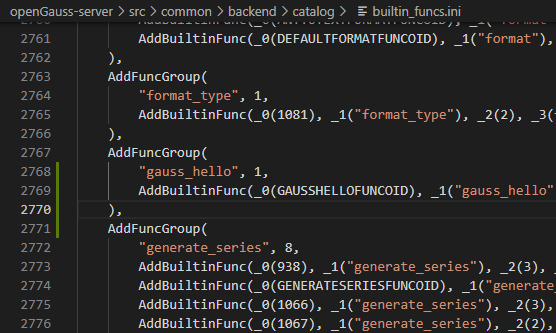 openGauss-server > src > common > backend > catalog > builtin_funcs.ini
2761 AddBuiltinFunc(_0(DEFAULTFORMATFUNCOID), _1("format"),
2762 ),
2763 AddFuncGroup(
2764 "format_type", 1,
2765 AddBuiltinFunc(_0(1081), _1("format_type"), _2(2), _3(
2766 ),
2767 AddFuncGroup(
2768 "gauss_hello", 1,
2769 AddBuiltinFunc(_0(GAUSSHELLOFUNCOID), _1("gauss_hello"
2770 ),
2771 AddFuncGroup(
2772 "generate_series", 8,
2773 AddBuiltinFunc(_0(938), _1("generate_series"), _2(3),
2774 AddBuiltinFunc(_0(GENERATESERIESFUNCOID), _1("generate_
2775 AddBuiltinFunc(_0(1066), _1("generate_series"), _2(3),
2776 AddBuiltinFunc(_0(1067), _1("generate_series"), _2(2),